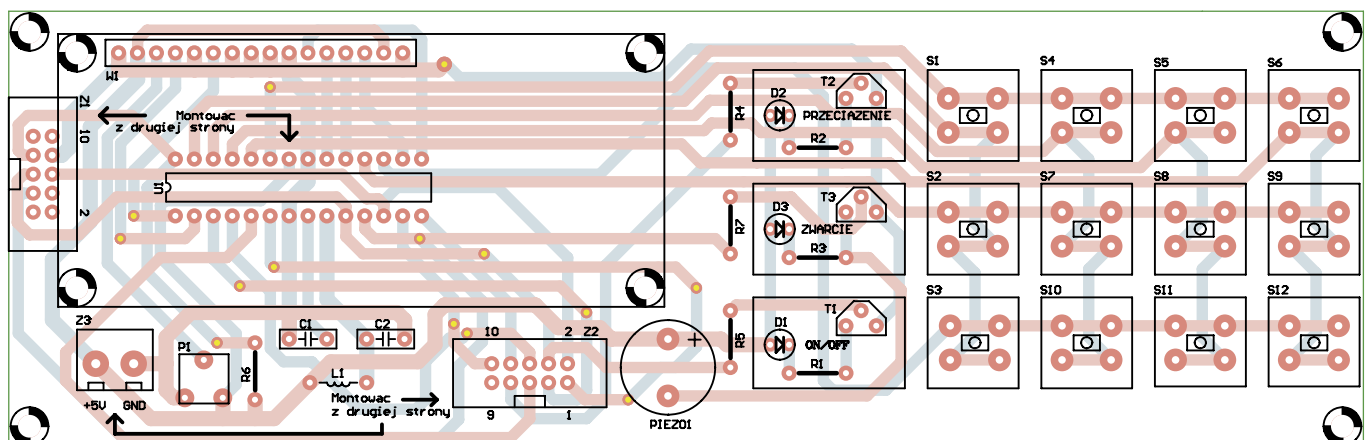 S1
S4
S5
S6
W1
T2
D2
PRZECIAZENIE
R4
R2
Z1
Montowac
z drugiej strony
10
2
U1
S2
S7
S8
S9
T3
D3
ZWARCIE
R7
R3
S3
S10
S11
S12
T1
D1
ON/OFF
R5
R1
Z3
P1
C1
C2
10
2
Z2
+
R6
L1
+5V
GND
Montowac
z drugiej strony
9
1
PIEZO1